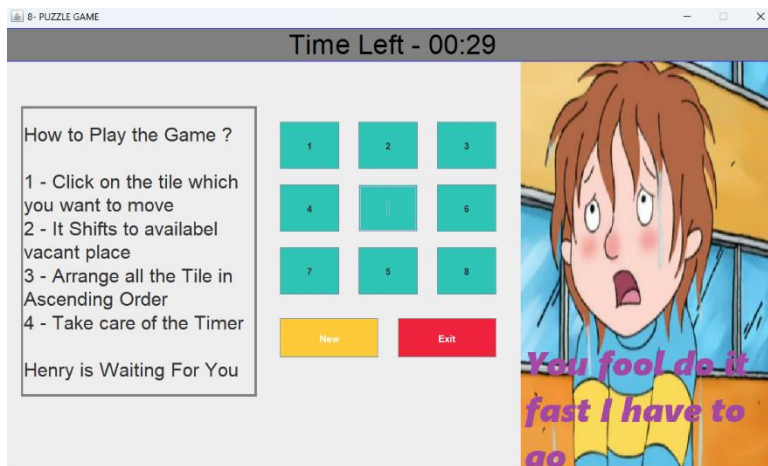 8- PUZZLE GAME
Time Left - 00:29
How to Play the Game ?
1 - Click on the tile which
you want to move
2 - It Shifts to availabel
vacant place
3 - Arrange all the Tile in
Ascending Order
4 - Take care of the Timer
Henry is Waiting For You
1 2 3
4 6
7 5 8
New Exit
You fool do it
fast I have to
go